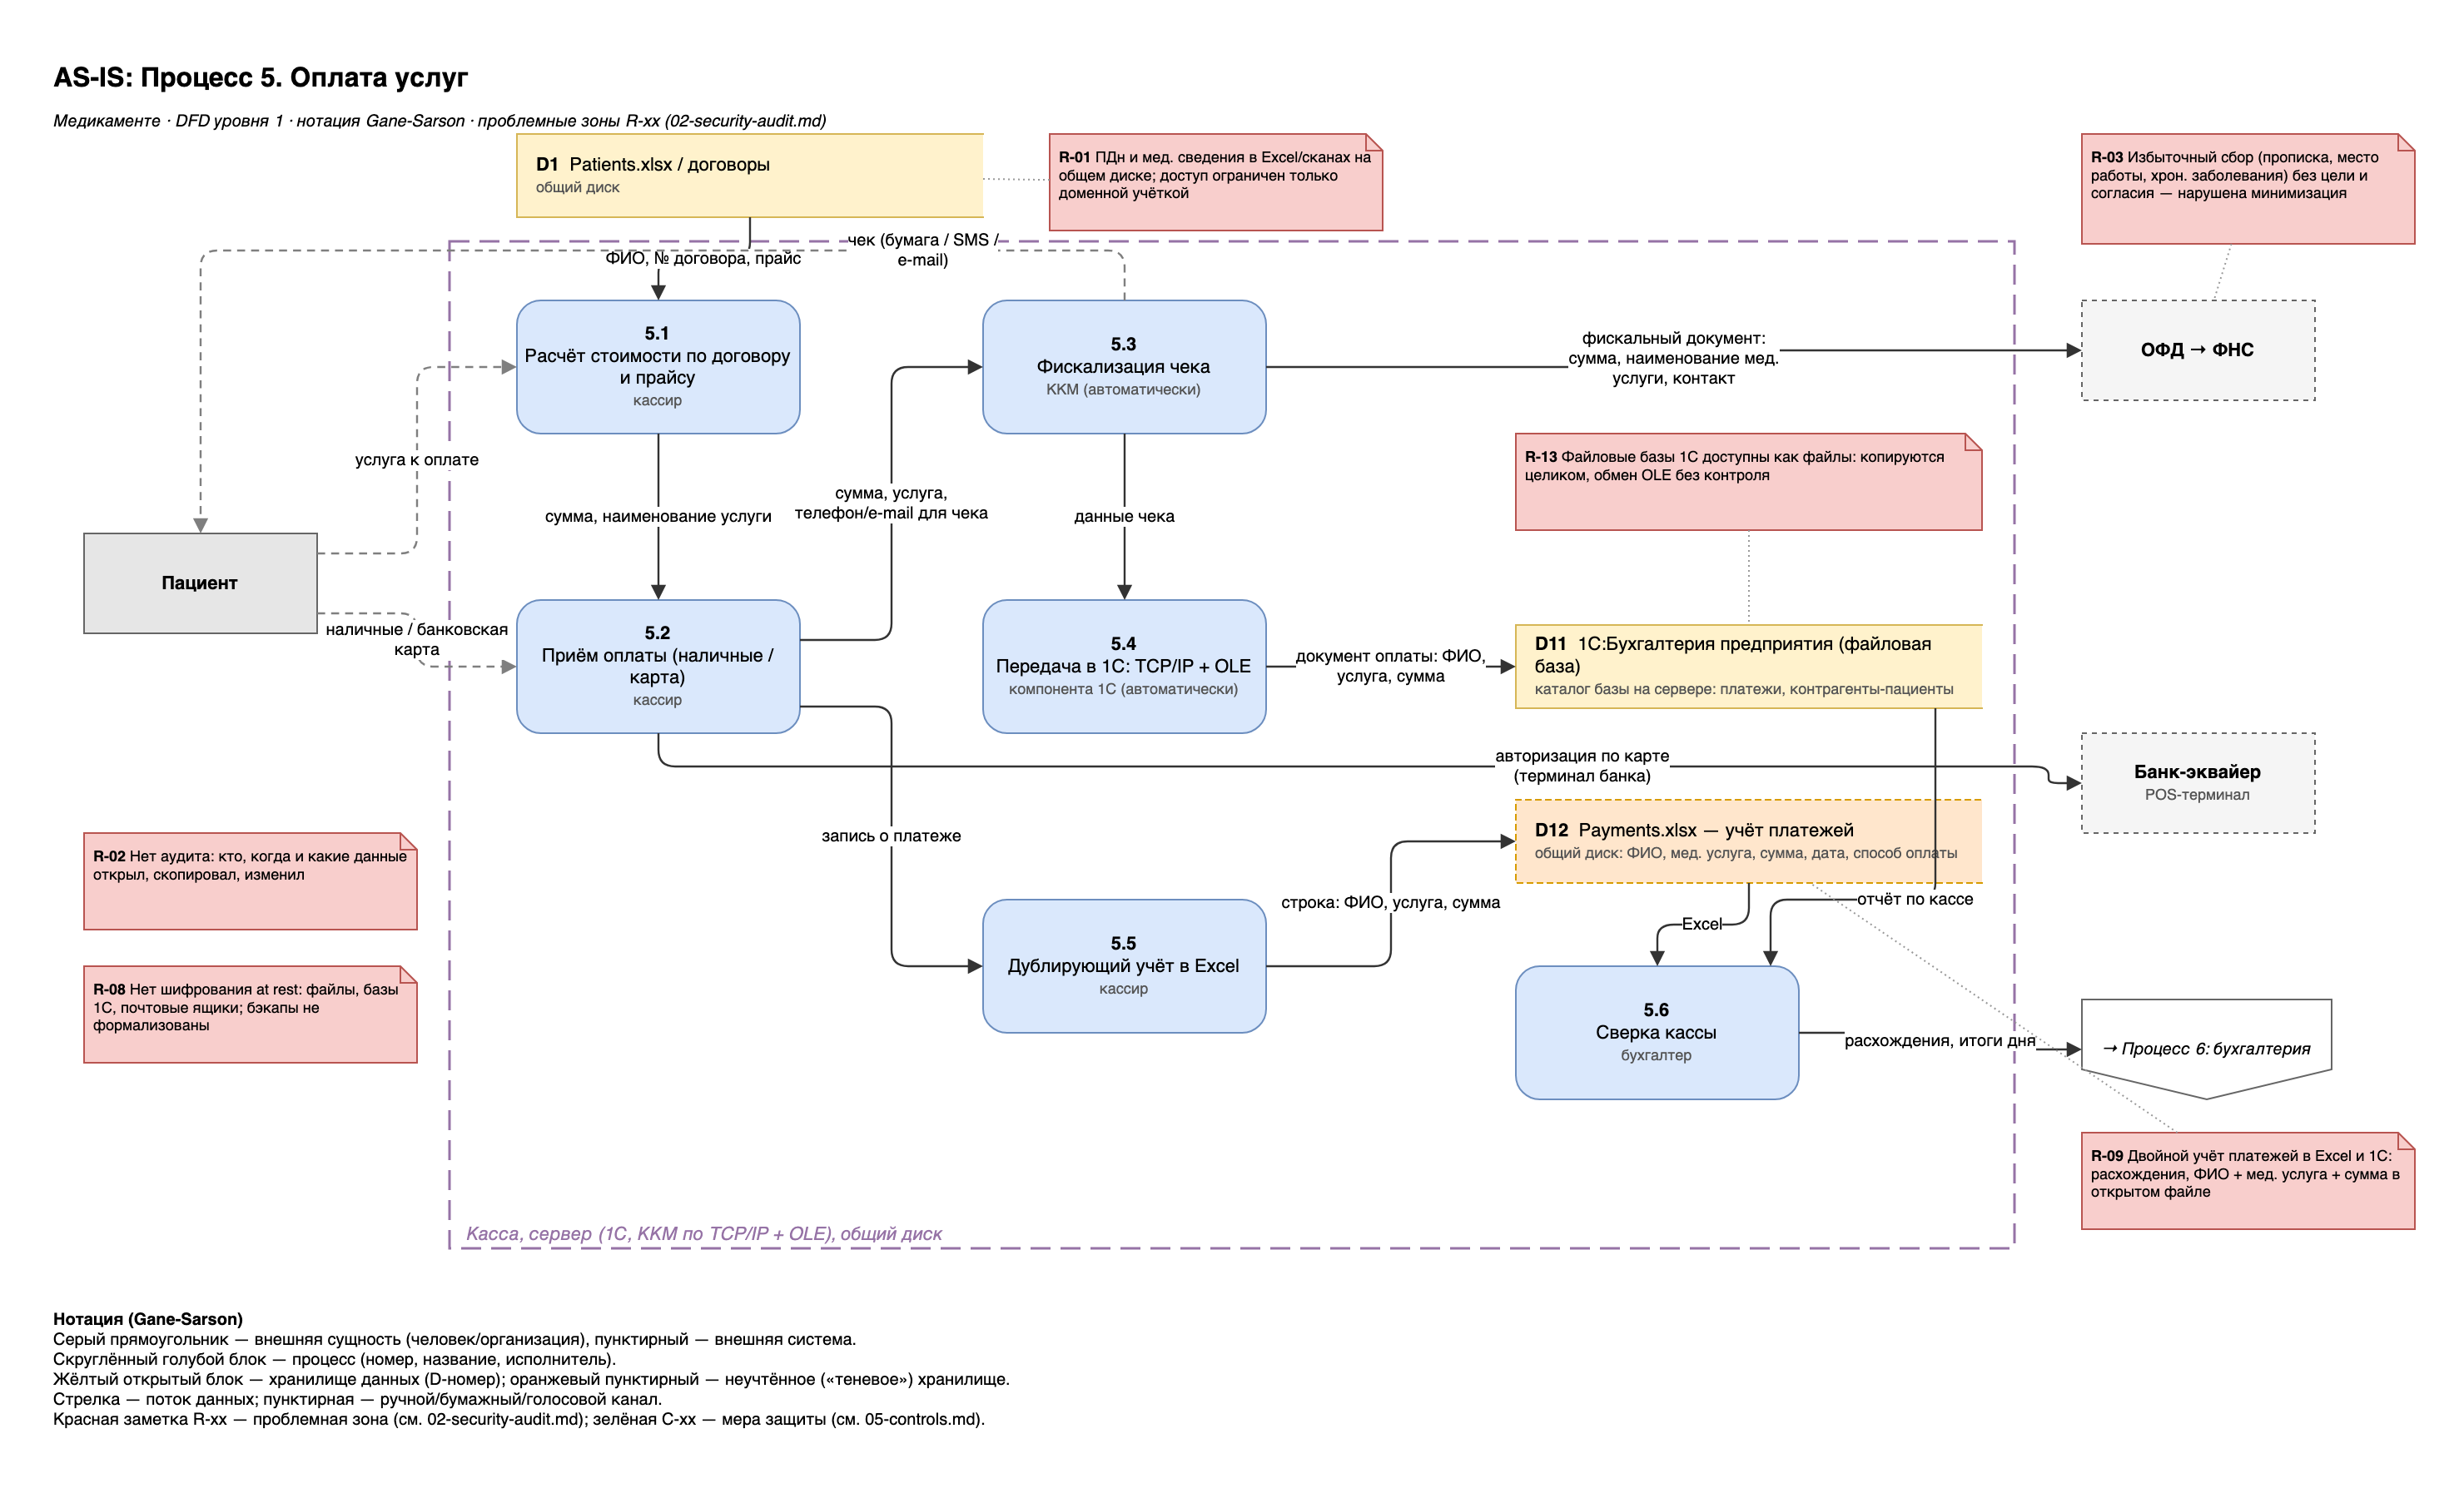 AS-IS: Процесс 5. Оплата услуг
Медикаменте · DFD уровня 1 · нотация Gane-Sarson · проблемные зоны R-xx (02-security-audit.md)
D1 Patients.xlsx / договоры
общий диск
R-01 ПДн и мед. сведения в Excel/сканах на
общем диске; доступ ограничен только
доменной учёткой
R-03 Избыточный сбор (прописка, место
работы, хрон. заболевания) без цели и
согласия — нарушена минимизация
чек (бумага / SMS /
e-mail)
ФИО, № договора, прайс
5.1
Расчёт стоимости по договору
и прайсу
кассир
5.3
Фискализация чека
ККМ (автоматически)
фискальный документ:
сумма, наименование мед.
услуги, контакт
ОФД → ФНС
услуга к оплате
R-13 Файловые базы 1С доступны как файлы: копируются
целиком, обмен OLE без контроля
сумма, наименование услуги
сумма, услуга,
телефон/e-mail для чека
данные чека
Пациент
наличные / банковская
карта
5.2
Приём оплаты (наличные /
карта)
кассир
5.4
Передача в 1С: TCP/IP + OLE
компонента 1С (автоматически)
документ оплаты: ФИО,
услуга, сумма
D11 1С:Бухгалтерия предприятия (файловая
база)
каталог базы на сервере: платежи, контрагенты-пациенты
авторизация по карте
(терминал банка)
Банк-эквайер
POS-терминал
запись о платеже
D12 Payments.xlsx — учёт платежей
общий диск: ФИО, мед. услуга, сумма, дата, способ оплаты
R-02 Нет аудита: кто, когда и какие данные
открыл, скопировал, изменил
строка: ФИО, услуга, сумма
отчёт по кассе
Excel
5.5
Дублирующий учёт в Excel
кассир
R-08 Нет шифрования at rest: файлы, базы
1С, почтовые ящики; бэкапы не
формализованы
5.6
Сверка кассы
бухгалтер
расхождения, итоги дня
→ Процесс 6: бухгалтерия
R-09 Двойной учёт платежей в Excel и 1С:
расхождения, ФИО + мед. услуга + сумма в
открытом файле
Касса, сервер (1С, ККМ по TCP/IP + OLE), общий диск
Нотация (Gane-Sarson)
Серый прямоугольник — внешняя сущность (человек/организация), пунктирный — внешняя система.
Скруглённый голубой блок — процесс (номер, название, исполнитель).
Жёлтый открытый блок — хранилище данных (D-номер); оранжевый пунктирный — неучтённое («теневое») хранилище.
Стрелка — поток данных; пунктирная — ручной/бумажный/голосовой канал.
Красная заметка R-xx — проблемная зона (см. 02-security-audit.md); зелёная C-xx — мера защиты (см. 05-controls.md).